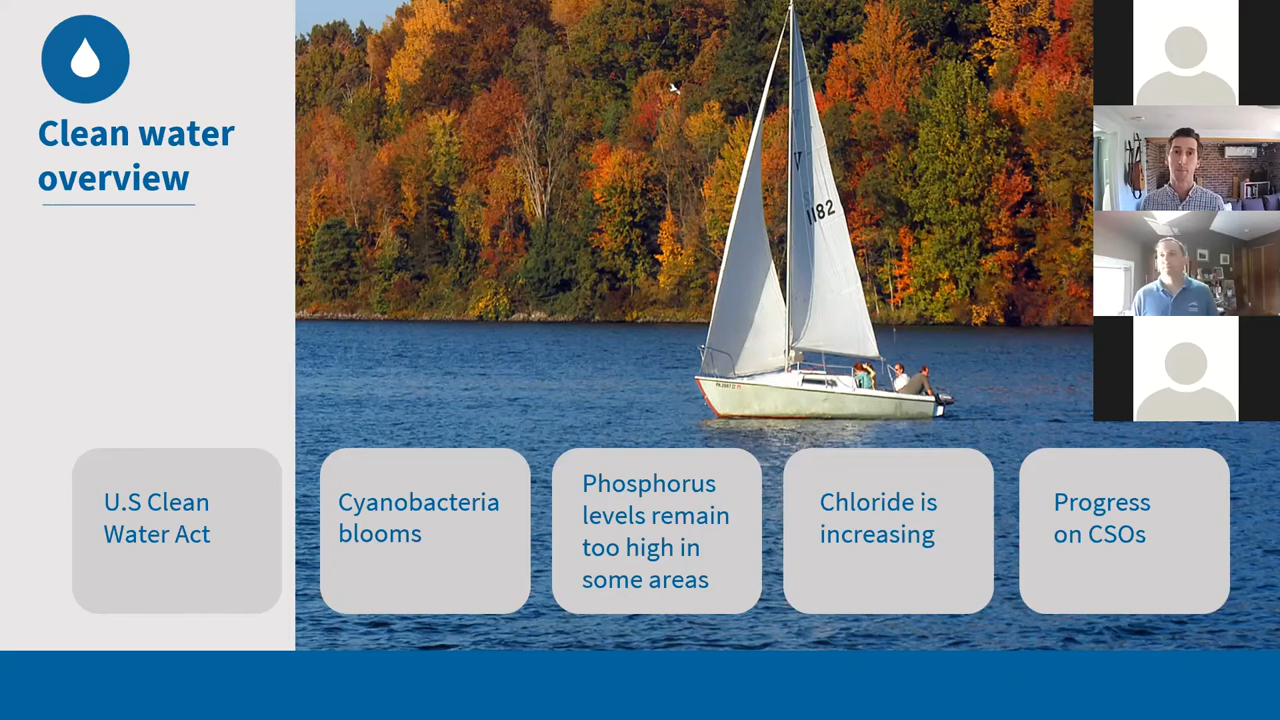 Clean water
overview
V
1182
U.S Clean
Water Act
Cyanobacteria
blooms
Phosphorus
levels remain
too high in
some areas
Chloride is
increasing
Progress
on CSOs